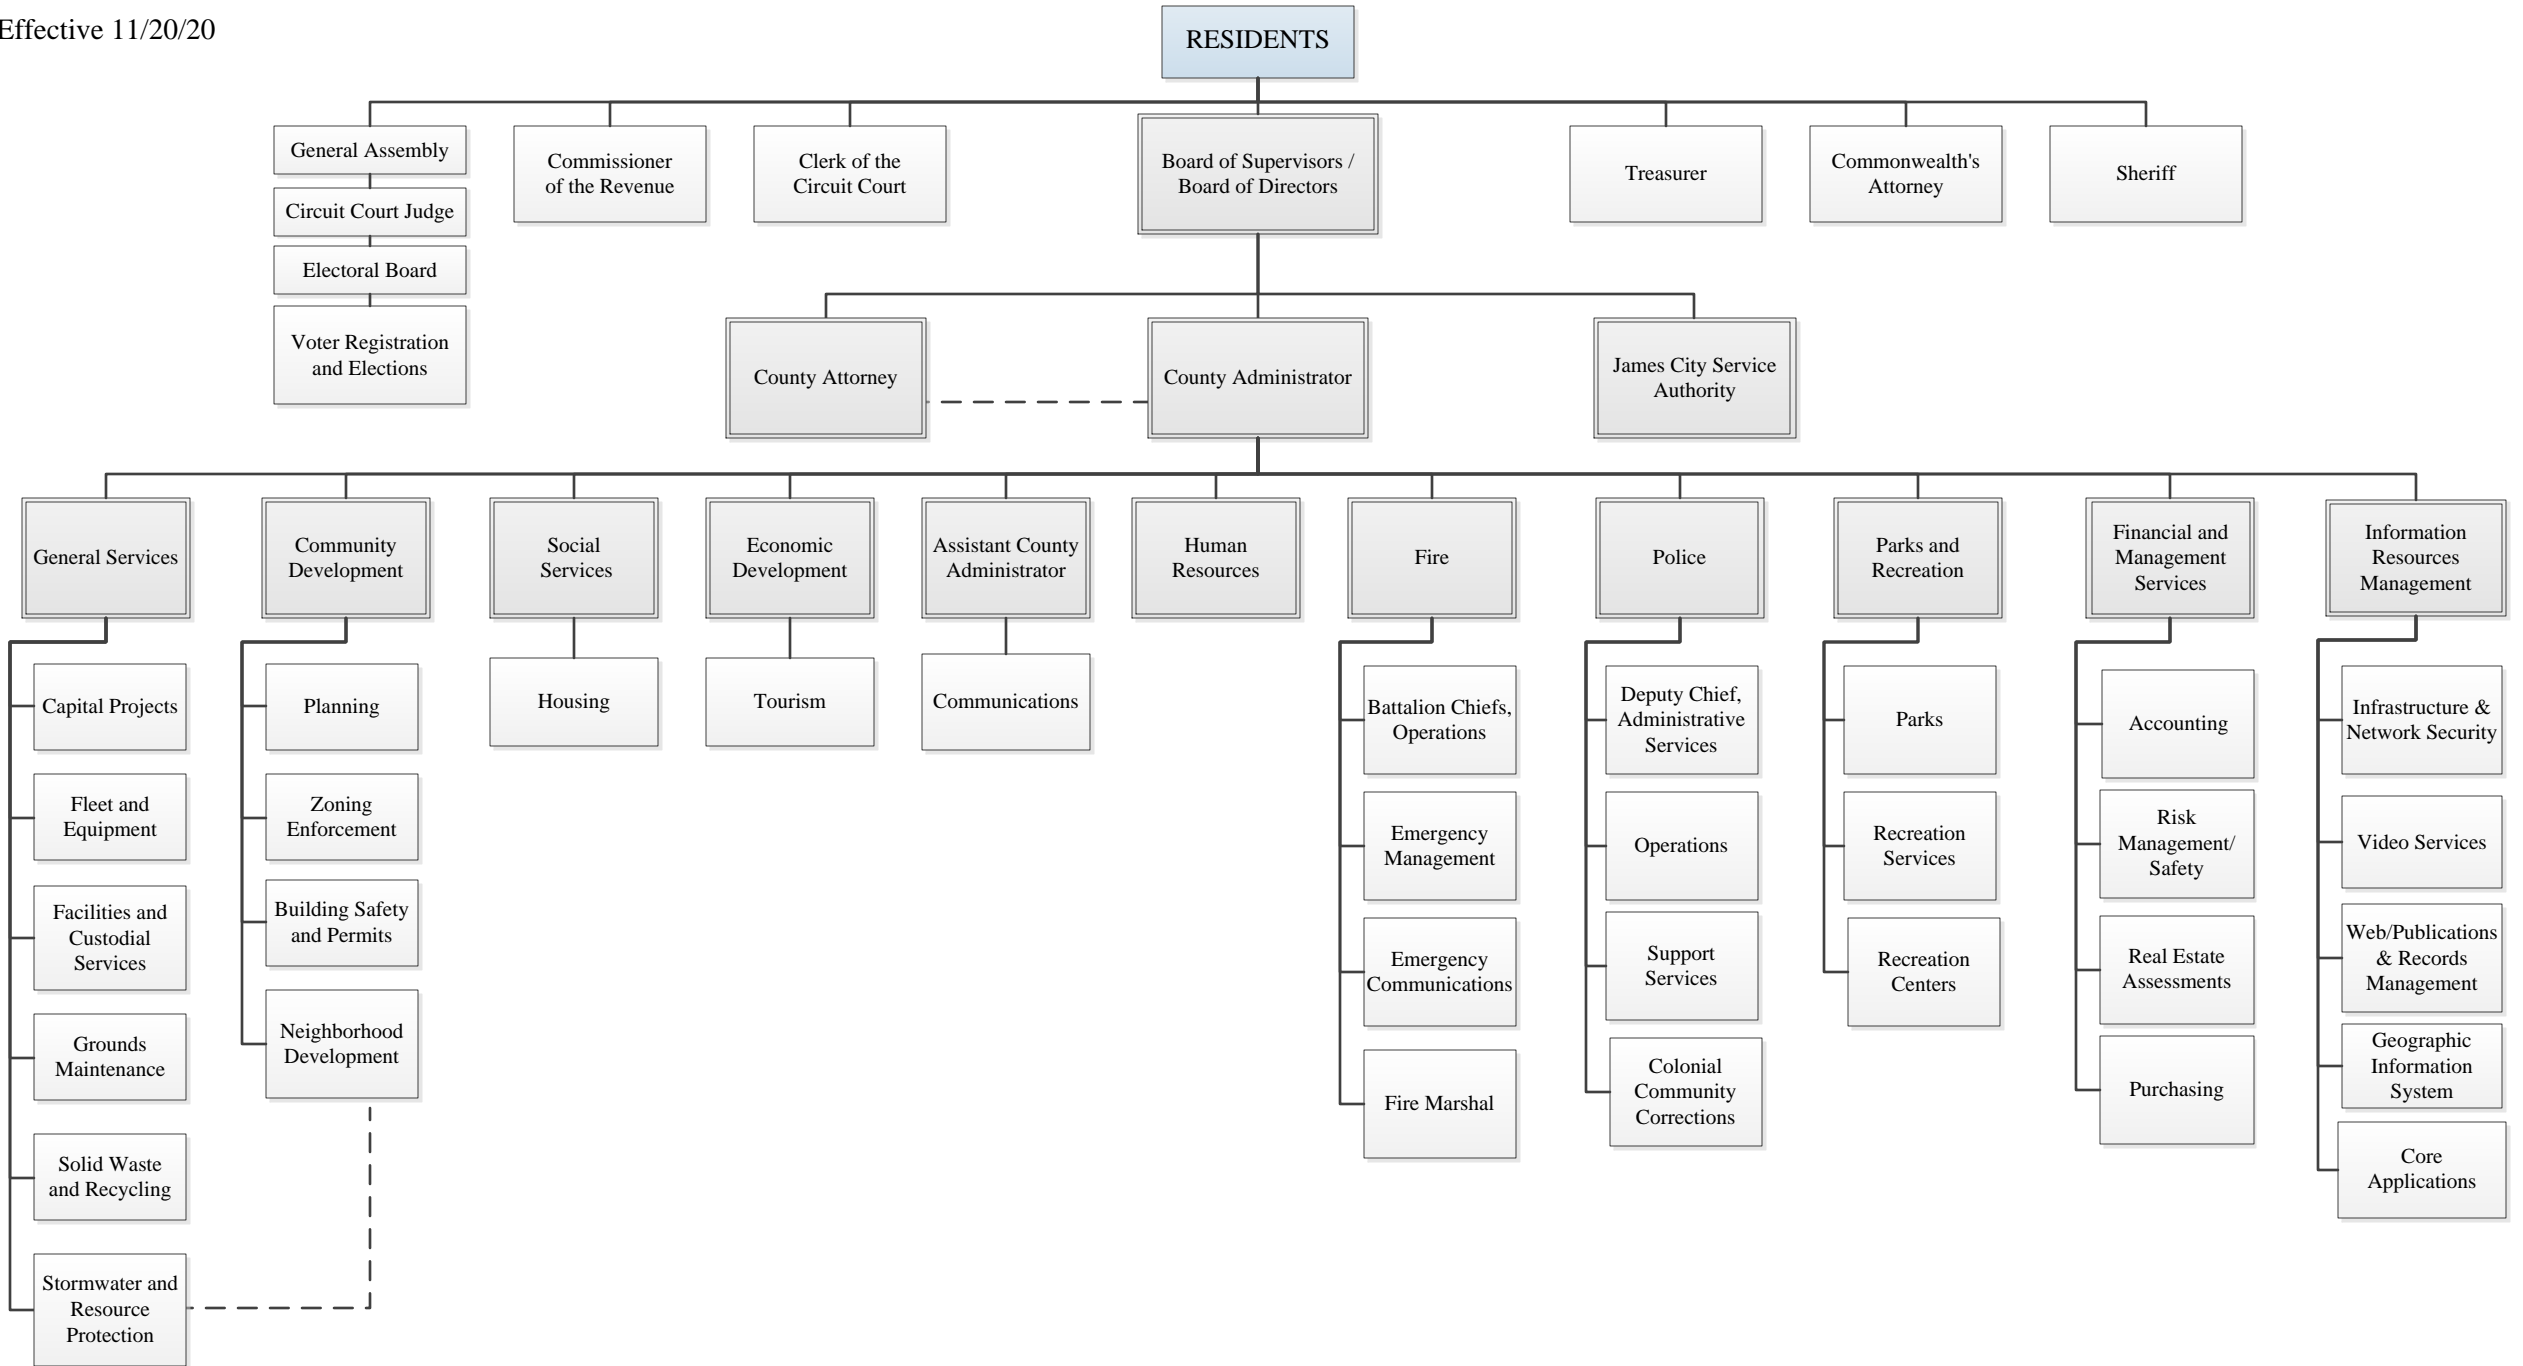 Effective 11/20/20
RESIDENTS
General Assembly
Circuit Court Judge
Electoral Board
Voter Registration
and Elections
Commissioner
of the Revenue
Clerk of the
Circuit Court
Board of Supervisors /
Board of Directors
Treasurer
Commonwealth's
Attorney
Sheriff
County Attorney
County Administrator
James City Service
Authority
General Services
Capital Projects
Fleet and
Equipment
Facilities and
Custodial
Services
Grounds
Maintenance
Solid Waste
and Recycling
Stormwater and
Resource
Protection
Community
Development
Planning
Zoning
Enforcement
Building Safety
and Permits
Neighborhood
Development
Social
Services
Housing
Economic
Development
Tourism
Assistant County
Administrator
Communications
Human
Resources
Fire
Battalion Chiefs,
Operations
Emergency
Management
Emergency
Communications
Fire Marshal
Police
Deputy Chief,
Administrative
Services
Operations
Support
Services
Colonial
Community
Corrections
Parks and
Recreation
Parks
Recreation
Services
Recreation
Centers
Financial and
Management
Services
Accounting
Risk
Management/
Safety
Real Estate
Assessments
Purchasing
Information
Resources
Management
Infrastructure &
Network Security
Video Services
Web/Publications
& Records
Management
Geographic
Information
System
Core
Applications